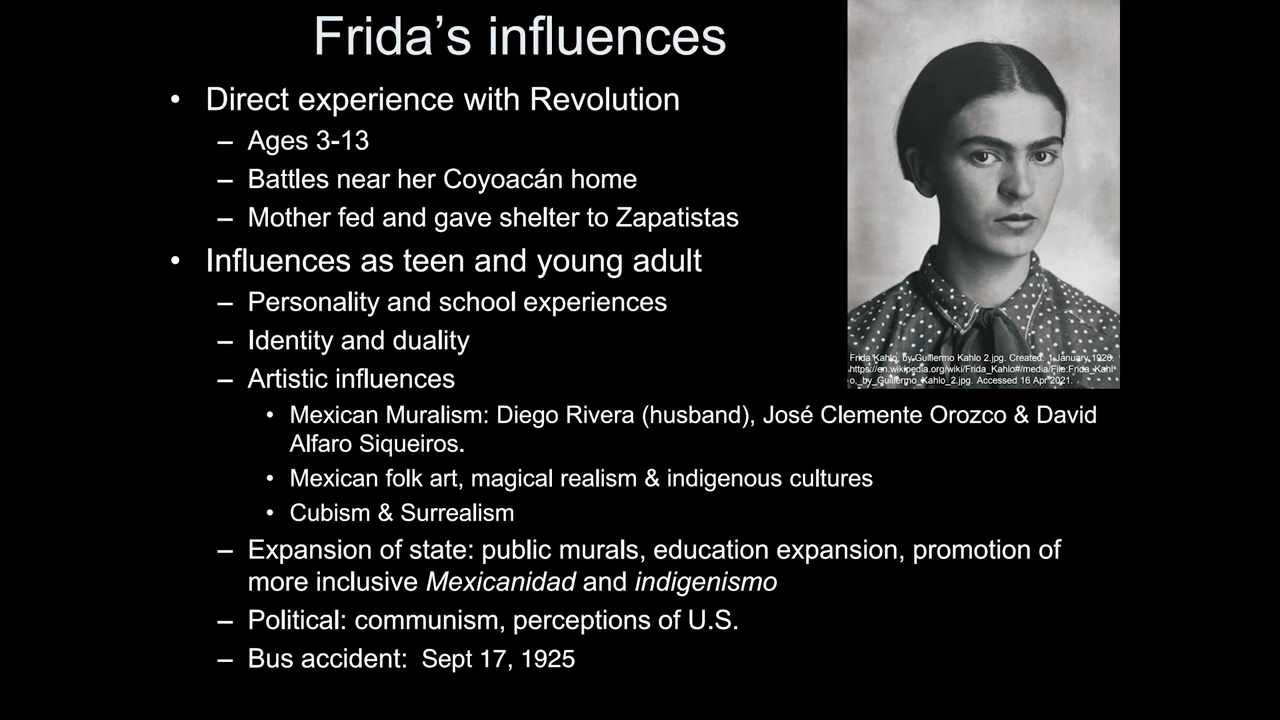 Frida’s influences
• Direct experience with Revolution
– Ages 3-13
– Battles near her Coyoacán home
– Mother fed and gave shelter to Zapatistas
• Influences as teen and young adult
– Personality and school experiences
– Identity and duality
– Artistic influences
• Mexican Muralism: Diego Rivera (husband), José Clemente Orozco & David
Alfaro Siqueiros.
• Mexican folk art, magical realism & indigenous cultures
• Cubism & Surrealism
– Expansion of state: public murals, education expansion, promotion of
more inclusive Mexicanidad and indigenismo
– Political: communism, perceptions of U.S.
– Bus accident: Sept 17, 1925
Frida Kahlo, by Guillermo Kahlo 2.jpg. Created: 1 January 1926.
https://en.wikipedia.org/wiki/Frida_Kahlo#/media/File:Frida_Kahl
o,_by_Guillermo_Kahlo_2.jpg. Accessed 16 Apr 2021.